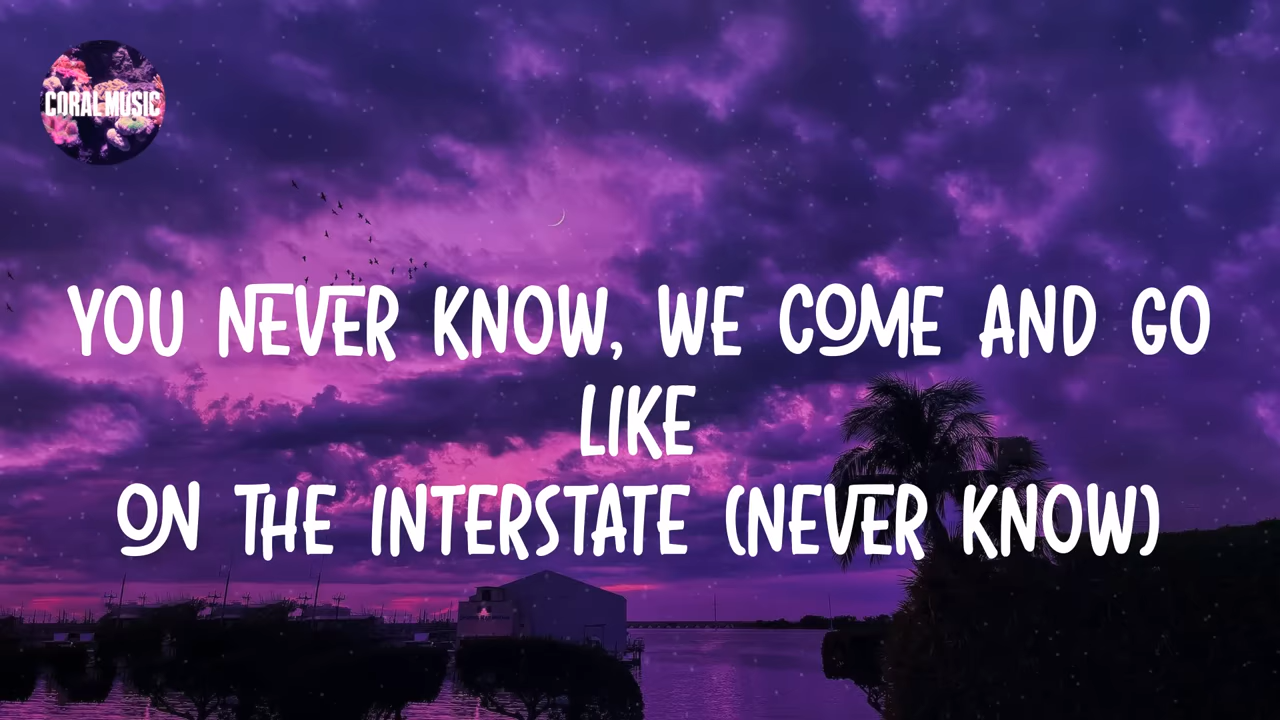 CORAL MUSIC
YOU NEVER KNOW, WE COME AND GO
LIKE
ON THE INTERSTATE (NEVER KNOW)